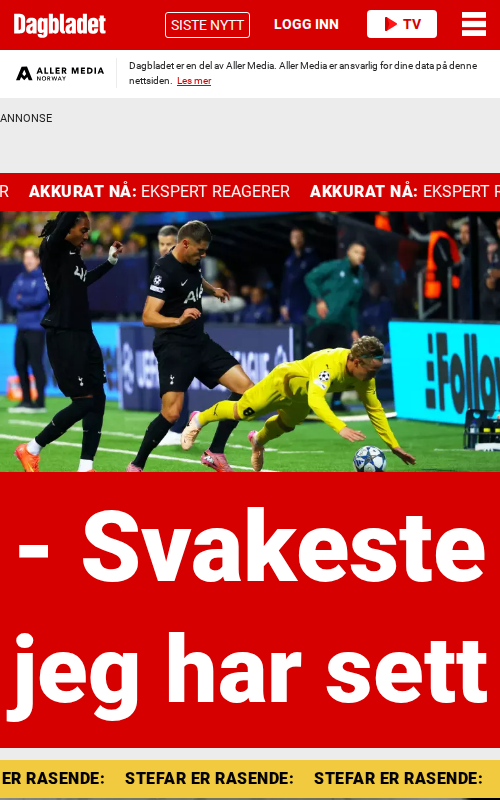 Dagbladet
SISTE NYTT
LOGG INN
TV
ALLER MEDIA
NORWAY
Dagbladet er en del av Aller Media. Aller Media er ansvarlig for dine data på denne
nettsiden. Les mer
ANNONSE
R AKKURAT NÅ: EKSPERT REAGERER AKKURAT NÅ: EKSPERT R
AIA
Follow
- Svakeste
jeg har sett
ER RASENDE: STEFAR ER RASENDE: STEFAR ER RASENDE: